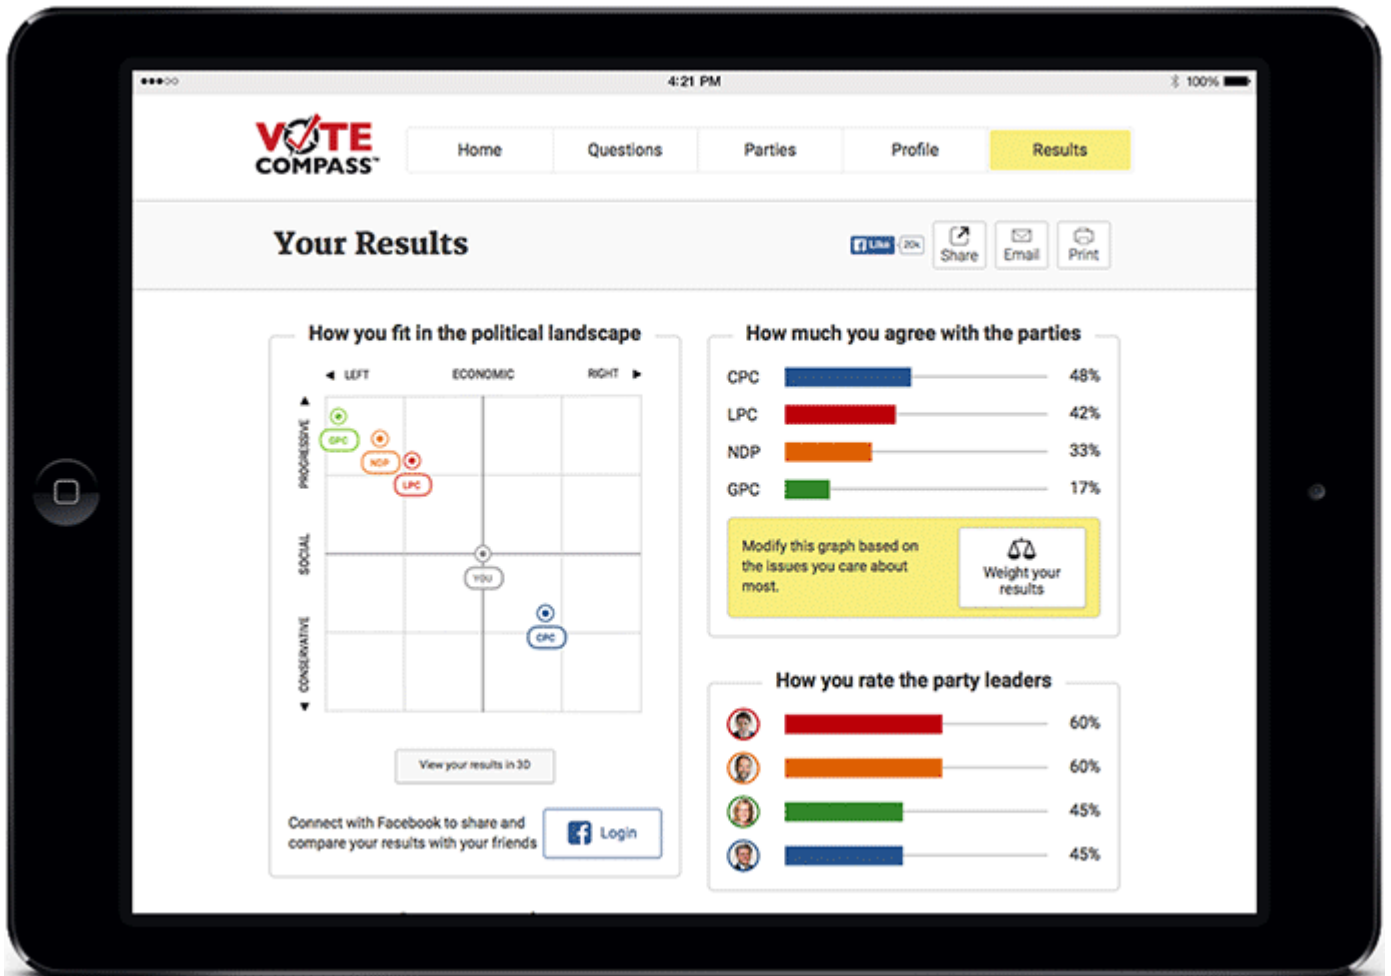 4:21 PM
100%
VOTE
COMPASS™
Home
Questions
Parties
Profile
Results
Your Results
Like
20k
Share
Email
Print
How you fit in the political landscape
◄ LEFT
ECONOMIC
RIGHT ►
PROGRESSIVE
SOCIAL
CONSERVATIVE
GPC
NDP
LPC
YOU
CPC
View your results in 3D
Connect with Facebook to share and
compare your results with your friends
Login
How much you agree with the parties
CPC 48%
LPC 42%
NDP 33%
GPC 17%
Modify this graph based on
the issues you care about
most.
Weight your
results
How you rate the party leaders
60%
60%
45%
45%